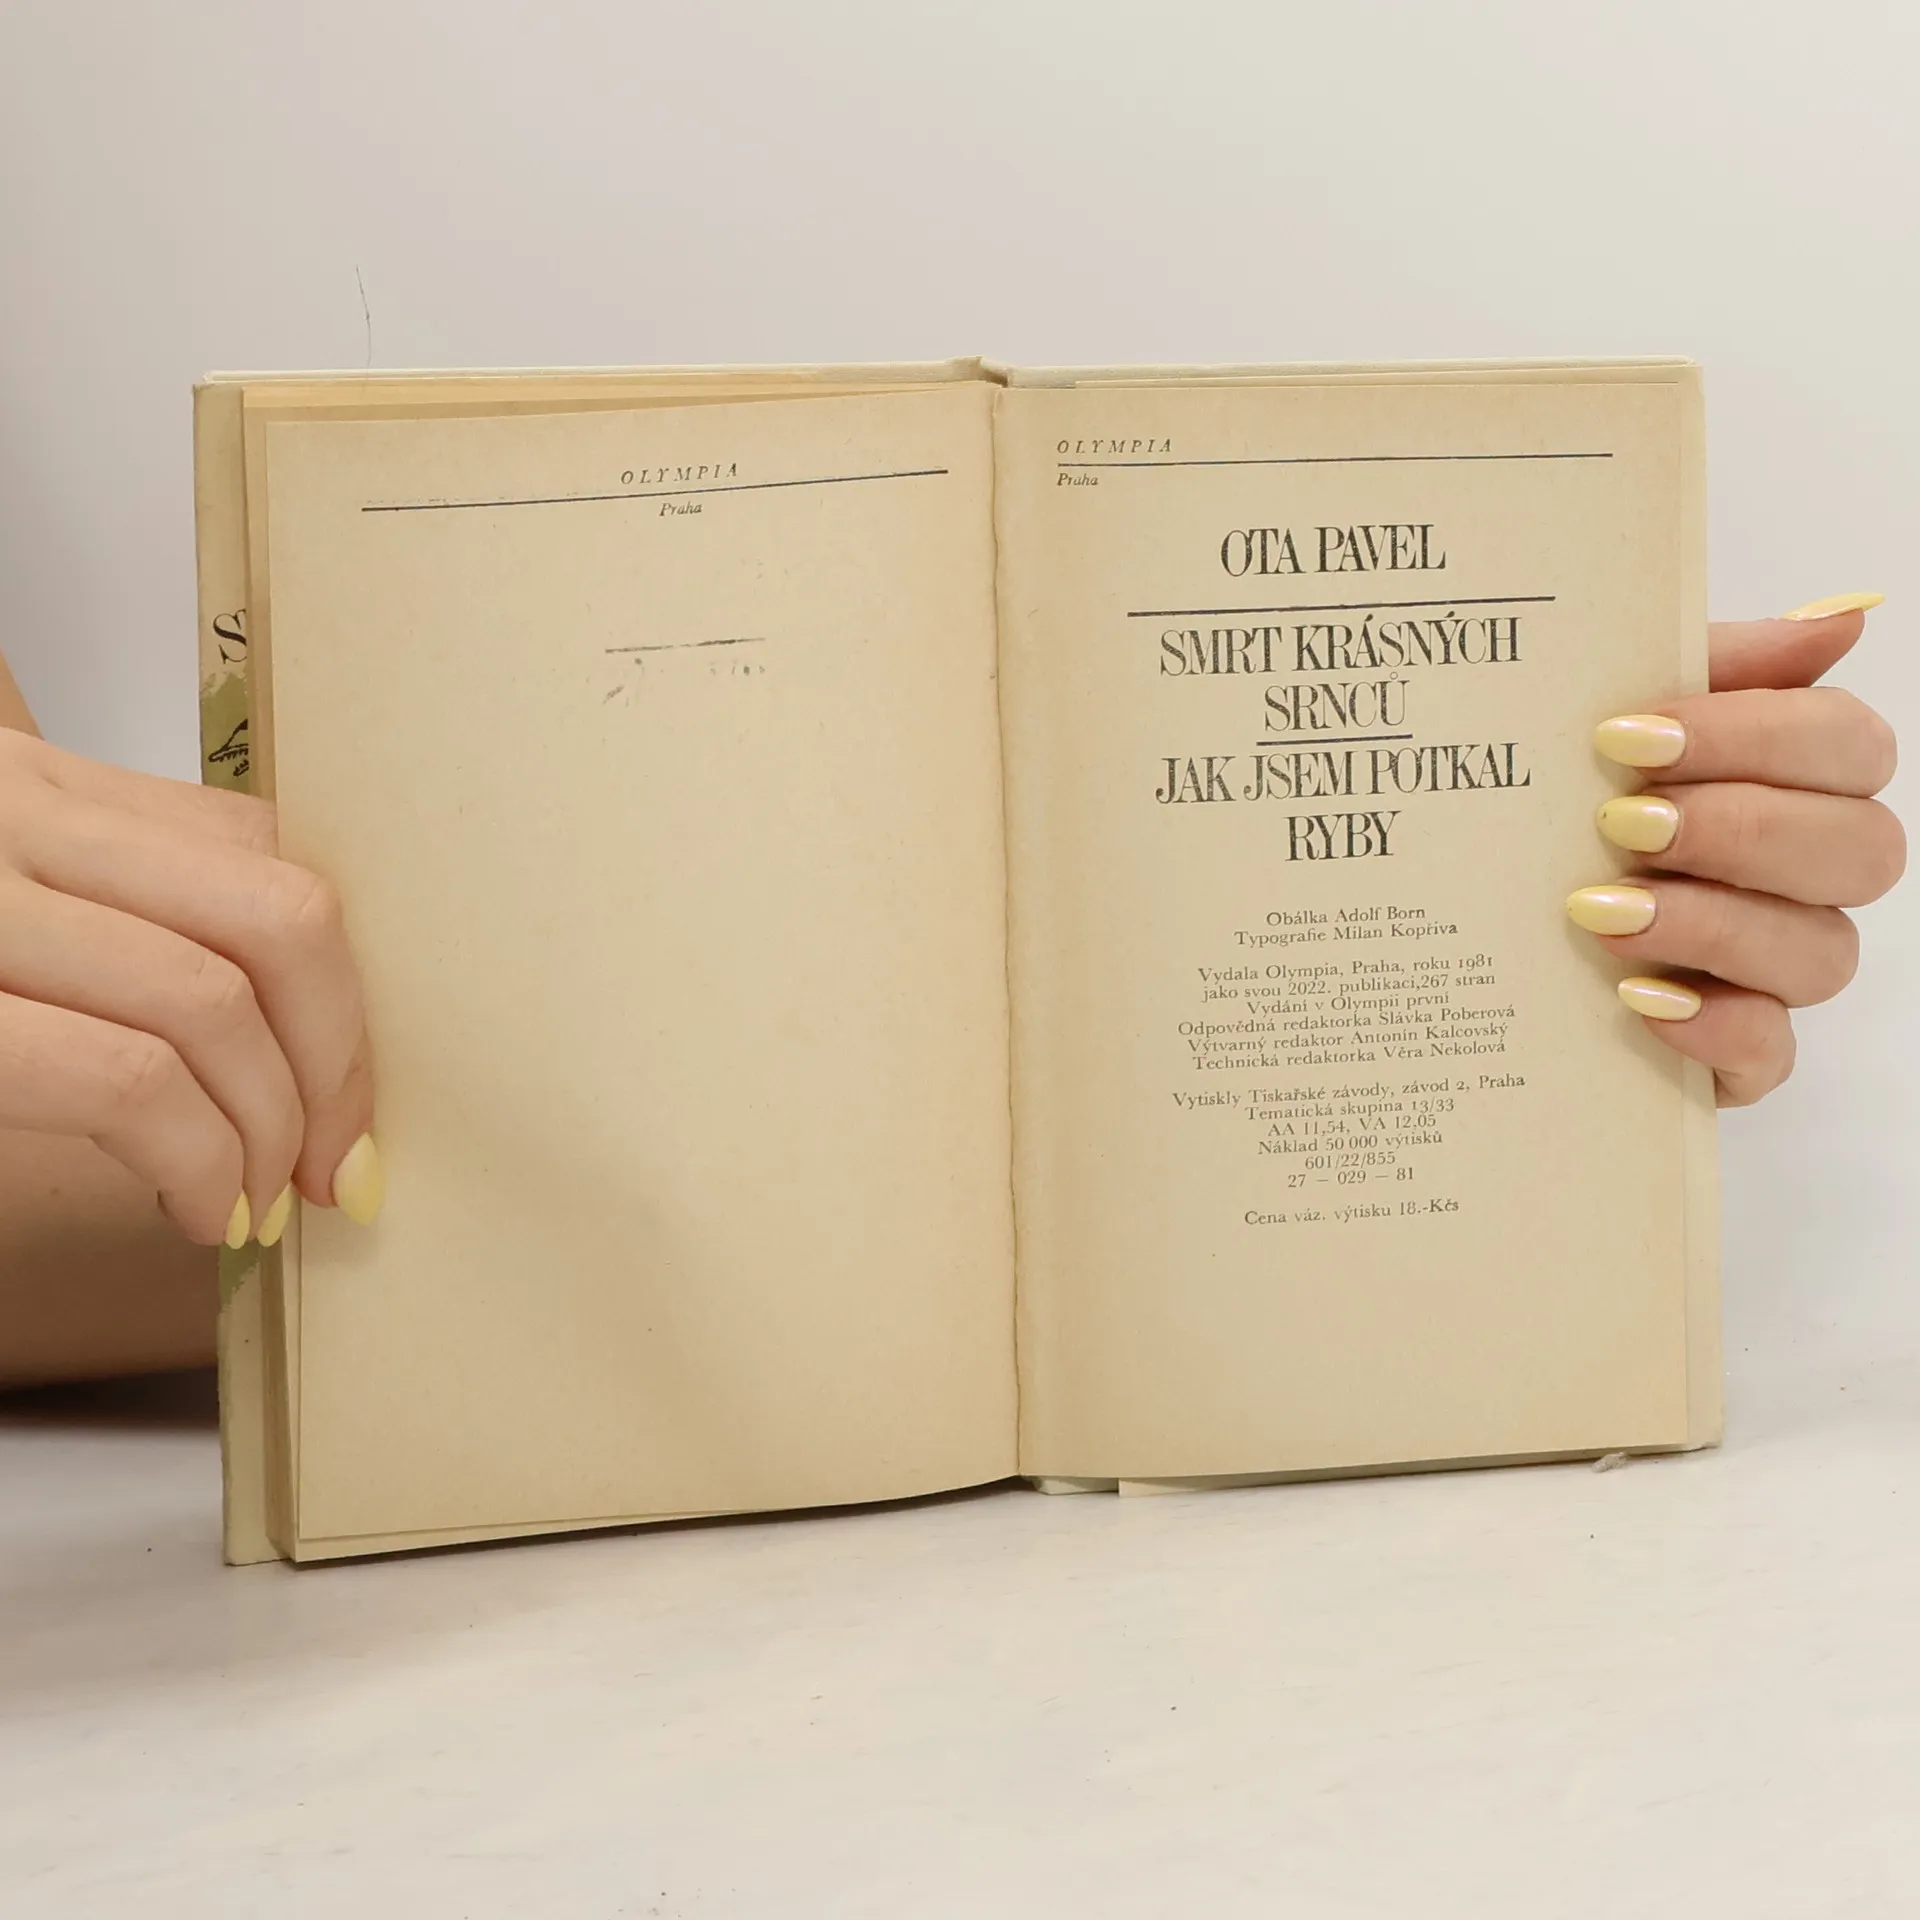 S
OLYMPIA
Praha
OLYMPIA
Praha
OTA PAVEL
SMRT KRÁSNÝCH
SRNCŮ
JAK JSEM POTKAL
RYBY
Obálka Adolf Born
Typografie Milan Kopřiva
Vydala Olympia, Praha, roku 1981
jako svou 2022. publikaci,267 stran
Vydání v Olympii první
Odpovědná redaktorka Slávka Poberová
Výtvarný redaktor Antonín Kalcovský
Technická redaktorka Věra Nekolová
Vytiskly Tiskařské závody, závod 2, Praha
Tematická skupina 13/33
AA 11,54, VA 12,05
Náklad 50 000 výtisků
601/22/855
27 — 029 — 81
Cena váz. výtisku 18.-Kčs